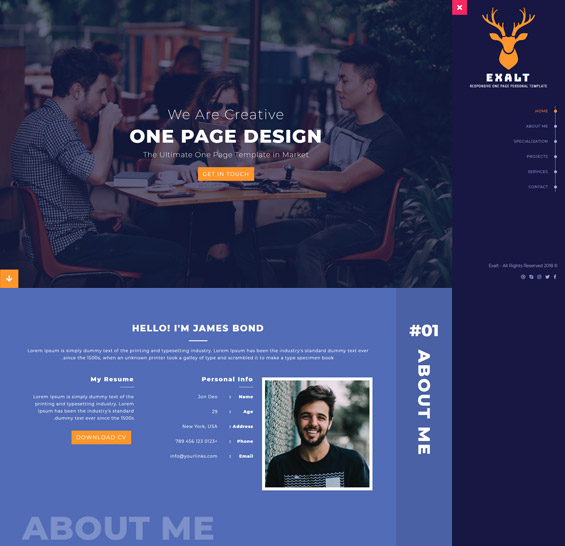 We Are Creative
ONE PAGE DESIGN
The Ultimate One Page Template in Market
GET IN TOUCH
EXALT
RESPONSIVE ONE PAGE PERSONAL TEMPLATE
HOME
ABOUT ME
SPECIALIZATION
PROJECTS
SERVICES
CONTACT
Exalt - All Rights Reserved 2018 ©
HELLO! I'M JAMES BOND
Lorem Ipsum is simply dummy text of the printing and typesetting industry. Lorem Ipsum has been the industry's standard dummy text ever
.since the 1500s, when an unknown printer took a galley of type and scrambled it to make a type specimen book
My Resume
Lorem Ipsum is simply dummy text of the
printing and typesetting industry. Lorem
Ipsum has been the industry's standard
.dummy text ever since the 1500s
DOWNLOAD CV
Personal Info
Jon Deo : Name
29 : Age
New York, USA : Address
789 456 123 0123+ : Phone
info@yourlinks.com : Email
#01
ABOUT ME
ABOUT ME